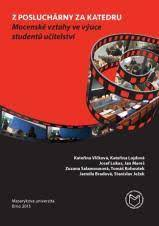 Z POSLUCHÁRNY ZA KATEDRU
Mocenské vztahy ve výuce
studentů učitelství
Kateřina Vlčková, Kateřina Lojdová
Josef Lukas, Jan Mareš
Zuzana Šalamounová, Tomáš Kohoutek
Jarmila Bradová, Stanislav Ježek
Masarykova univerzita
Brno 2015